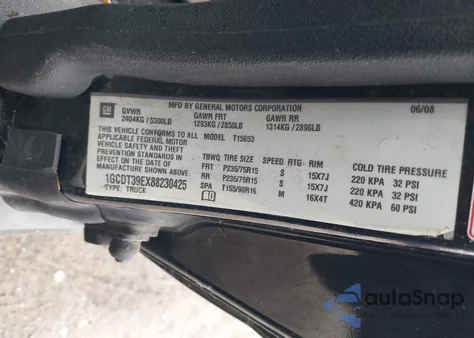 GM
MFD BY GENERAL MOTORS CORPORATION 06/08
GVWR GAWR FRT GAWR RR
2404KG / 5300LB 1293KG / 2850LB 1314KG / 2896LB
THIS VEHICLE CONFORMS TO ALL MODEL T15653
APPLICABLE FEDERAL MOTOR
VEHICLE SAFETY, BUMPER, AND THEFT
PREVENTION STANDARDS IN
EFFECT ON THE DATE OF
MANUFACTURE SHOWN ABOVE.
1GCDT39EX88230425
TYPE: TRUCK
TBWQ TIRE SIZE SPEED RTG RIM COLD TIRE PRESSURE
FRT P235/75R15 S 15X7J 220 KPA 32 PSI
RR P235/75R15 S 15X7J 220 KPA 32 PSI
SPA T155/90R16 M 16X4T 420 KPA 60 PSI
autoSnap